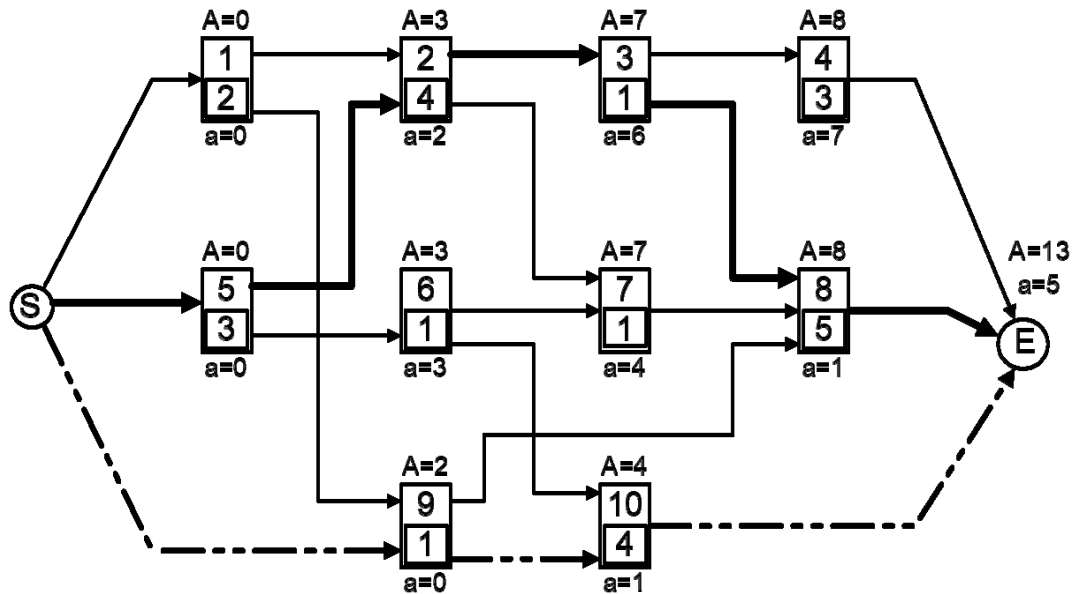 A=0 A=3 A=7 A=8
1 2 3 4
2 4 1 3
a=0 a=2 a=6 a=7
A=0 A=3 A=7 A=8 A=13
a=5
5 6 7 8
S
3 1 1 5 E
a=0 a=3 a=4 a=1
A=2 A=4
9 10
1 4
a=0 a=1